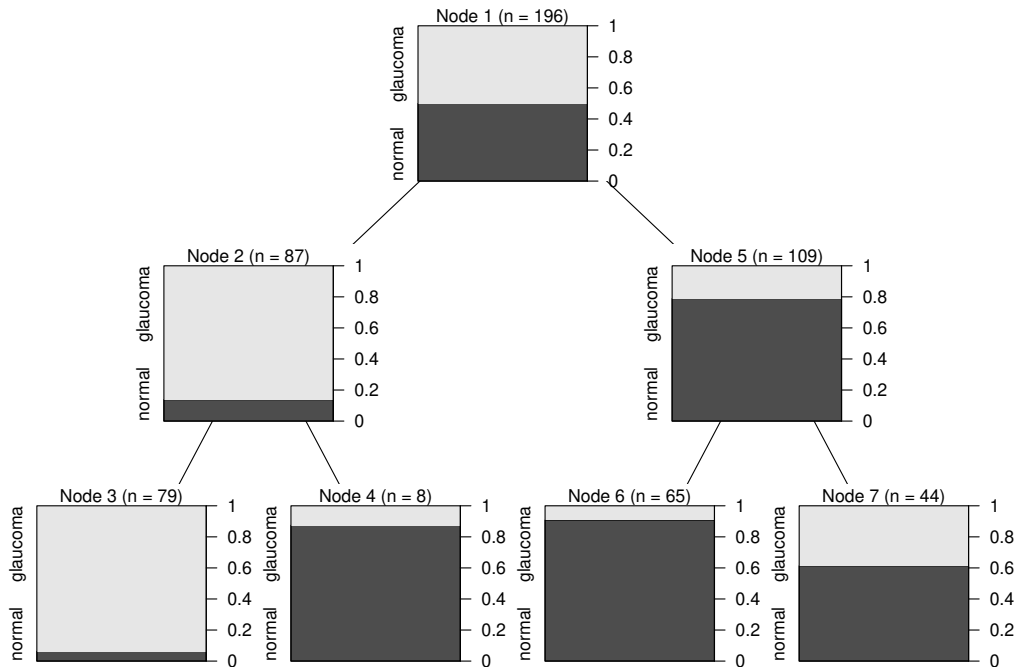 Node 1 (n = 196)
glaucoma
normal
1
0.8
0.6
0.4
0.2
0
Node 2 (n = 87)
glaucoma
normal
1
0.8
0.6
0.4
0.2
0
Node 5 (n = 109)
glaucoma
normal
1
0.8
0.6
0.4
0.2
0
Node 3 (n = 79)
glaucoma
normal
1
0.8
0.6
0.4
0.2
0
Node 4 (n = 8)
glaucoma
normal
1
0.8
0.6
0.4
0.2
0
Node 6 (n = 65)
glaucoma
normal
1
0.8
0.6
0.4
0.2
0
Node 7 (n = 44)
glaucoma
normal
1
0.8
0.6
0.4
0.2
0